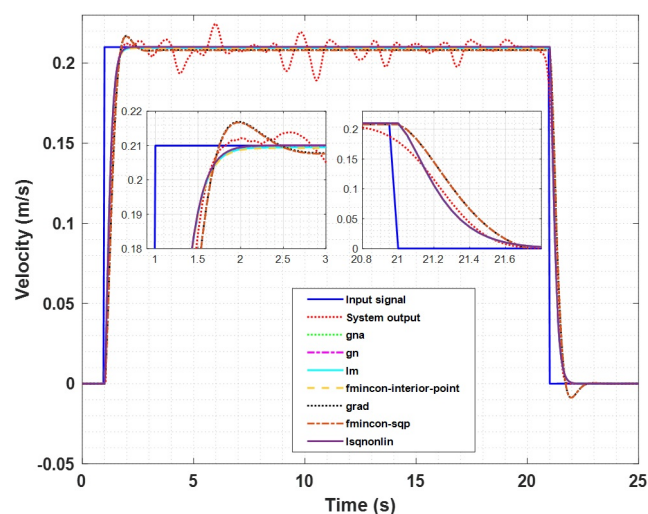 0.2
0.15
0.1
0.05
0
-0.05
Velocity (m/s)
0.22
0.21
0.2
0.19
0.18
1 1.5 2 2.5 3
0.2
0.15
0.1
0.05
0
20.8 21 21.2 21.4 21.6
Input signal
System output
gna
gn
lm
fmincon-interior-point
grad
fmincon-sqp
lsqnonlin
0 5 10 15 20 25
Time (s)